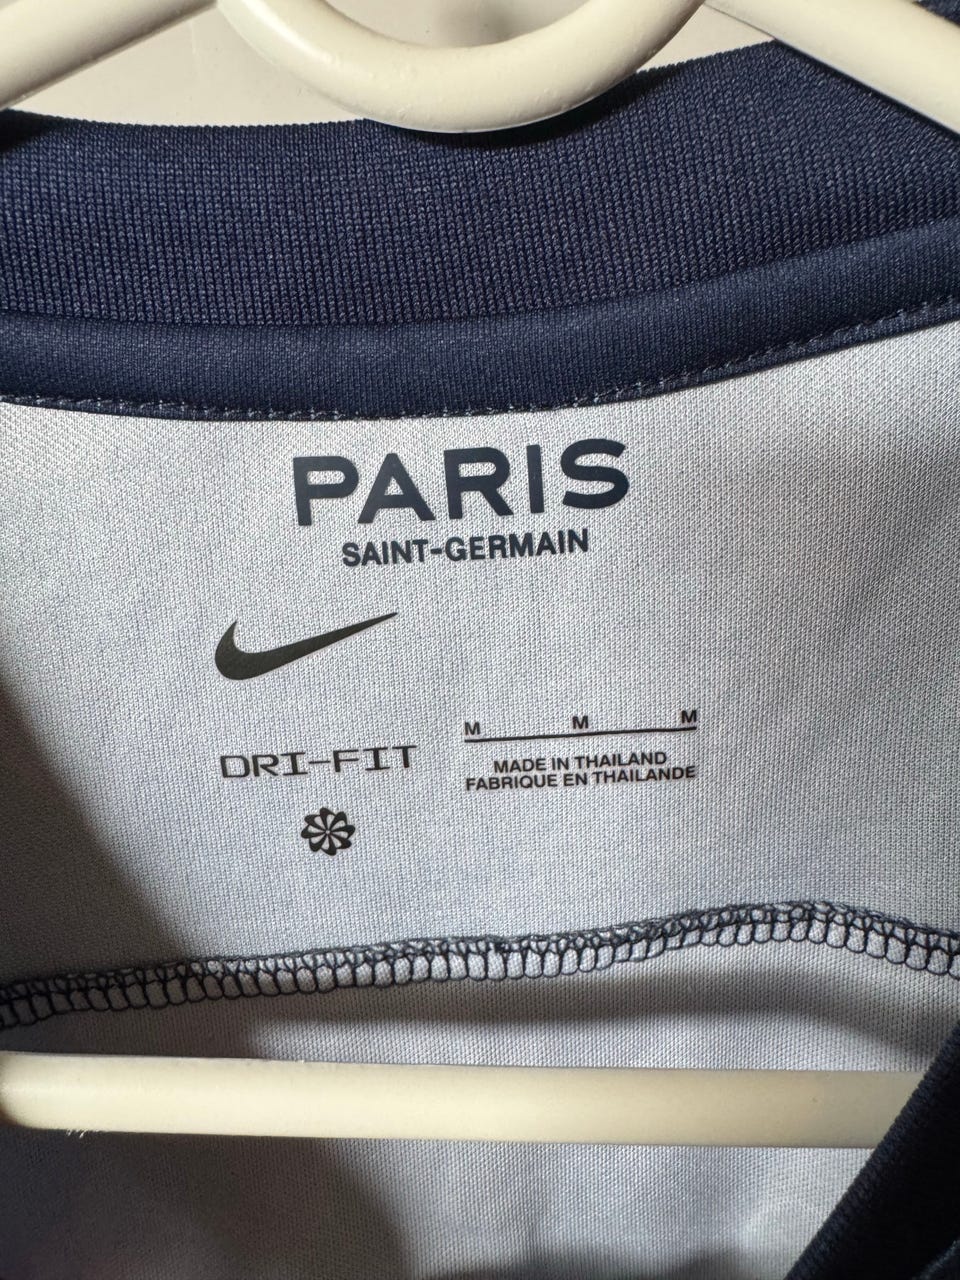 PARIS
SAINT-GERMAIN
DRI-FIT
M M M
MADE IN THAILAND
FABRIQUE EN THAILANDE